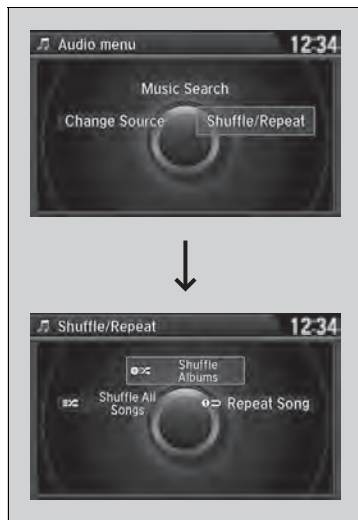 Audio menu 12:34
Music Search
Change Source Shuffle/Repeat
Shuffle/Repeat 12:34
Shuffle
Albums
Shuffle All
Songs
Repeat Song